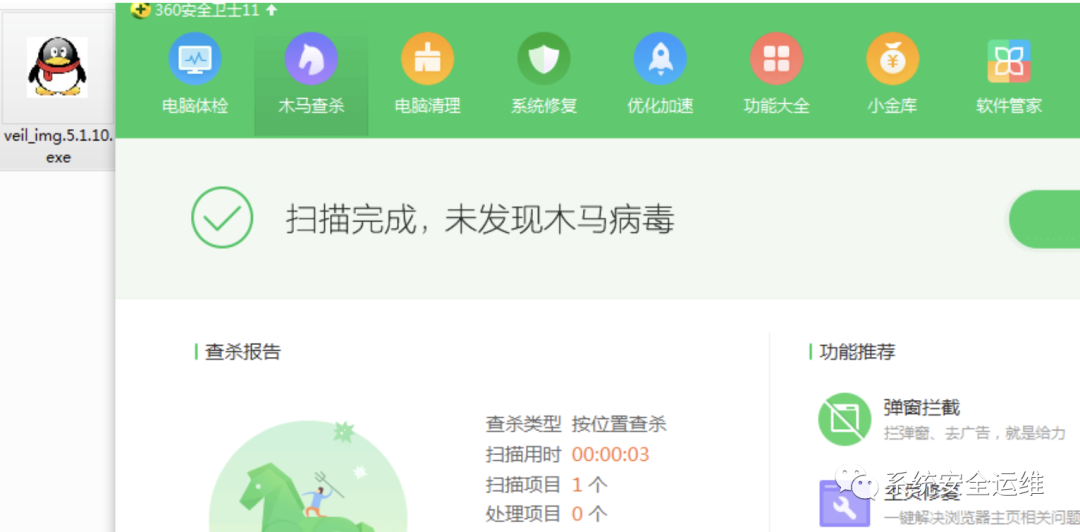 360安全卫士11
电脑体检 木马查杀 电脑清理 系统修复 优化加速 功能大全 小金库 软件管家
veil_img.5.1.10.
exe
扫描完成，未发现木马病毒
查杀报告
功能推荐
查杀类型 按位置查杀
扫描用时 00:00:03
扫描项目 1 个
处理项目 0 个
弹窗拦截
拦弹窗、去广告，就是给力
主页修复
一键解决浏览器主页相关问题
系统安全运维